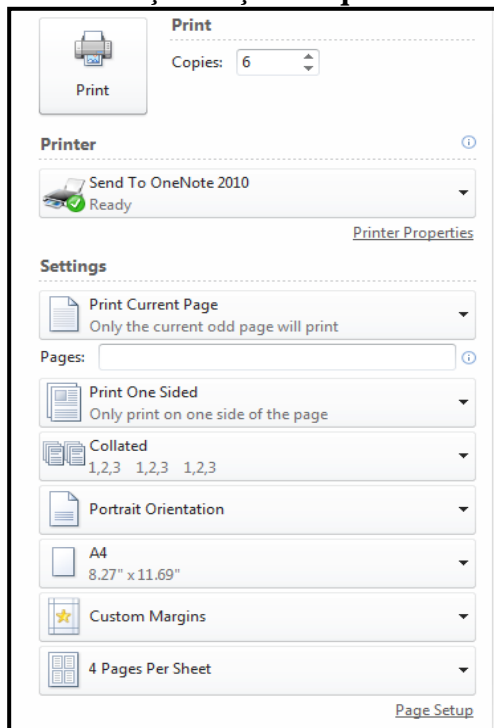 Print
Copies: 6
Print
Printer
Send To OneNote 2010
Ready
Printer Properties
Settings
Print Current Page
Only the current odd page will print
Pages:
Print One Sided
Only print on one side of the page
Collated
1,2,3 1,2,3 1,2,3
Portrait Orientation
A4
8.27" x 11.69"
Custom Margins
4 Pages Per Sheet
Page Setup